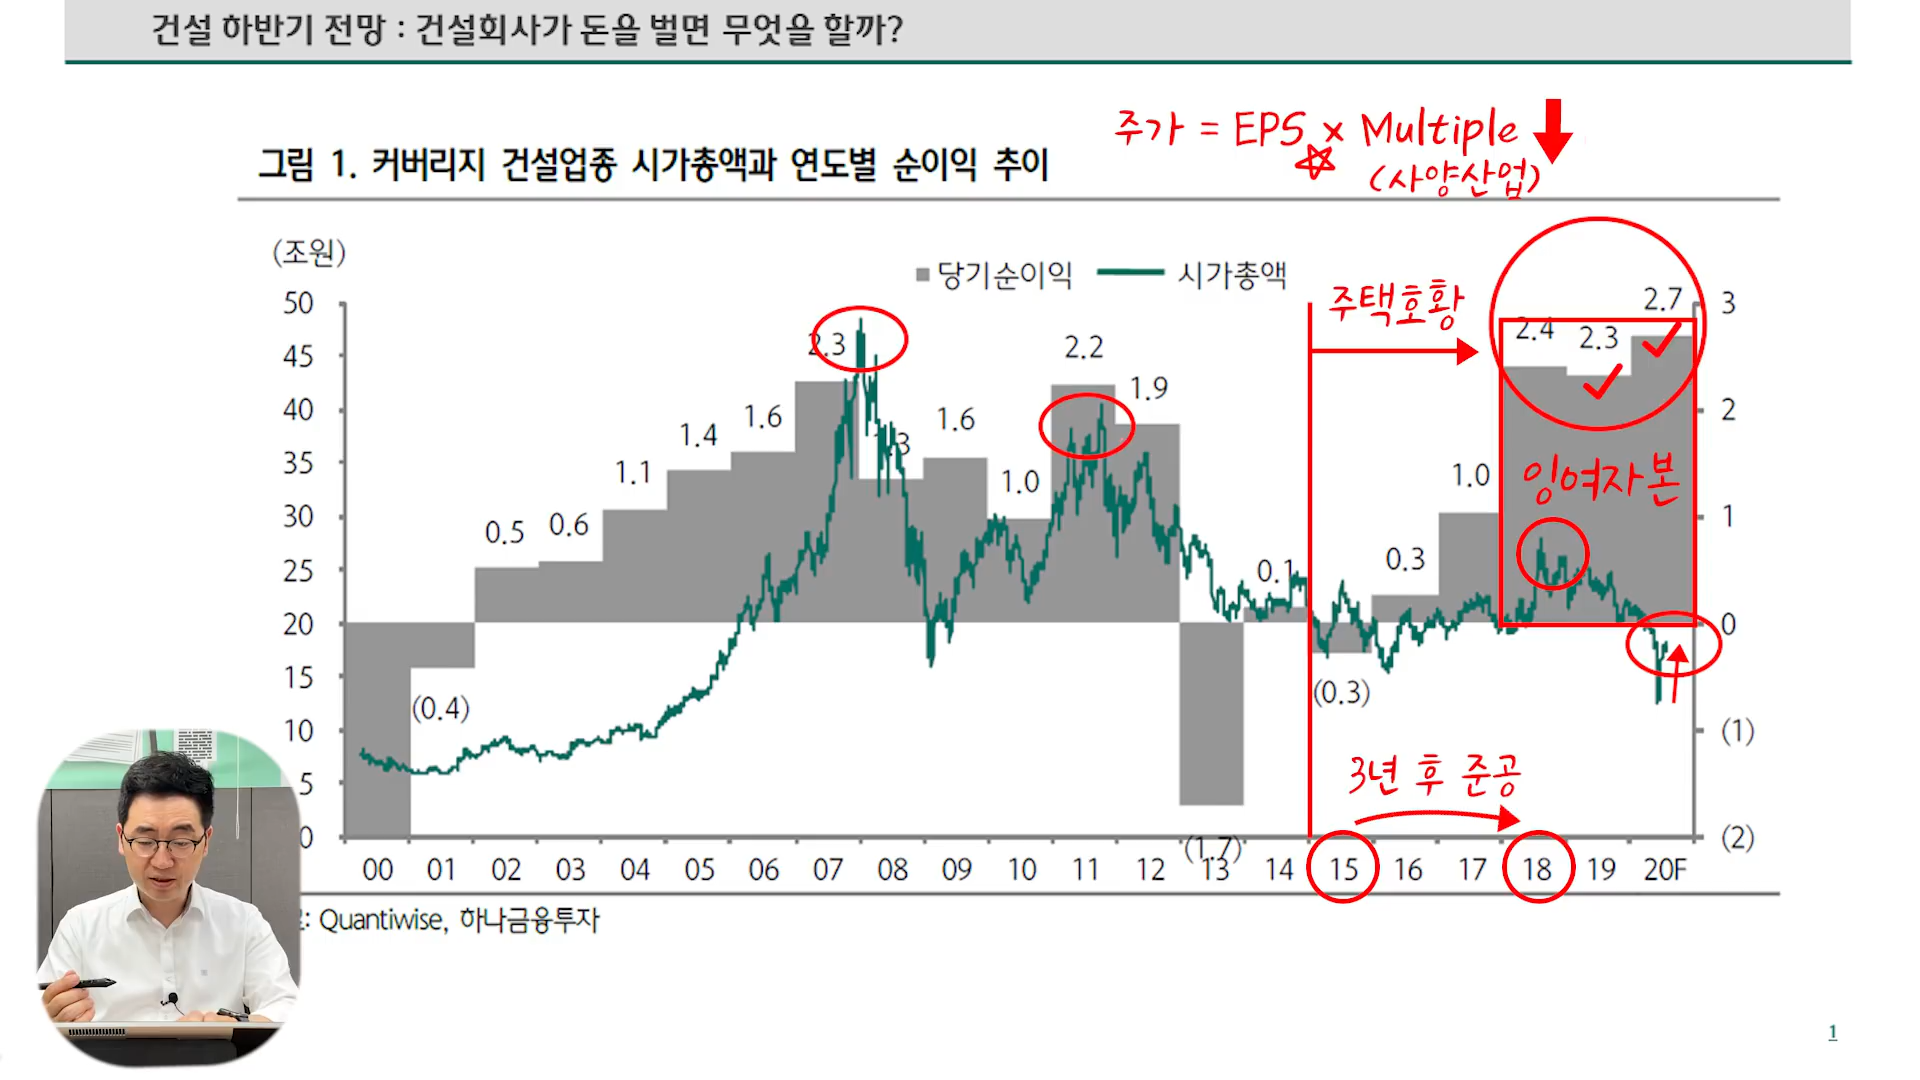 건설 하반기 전망 : 건설회사가 돈을 벌면 무엇을 할까?
주가 = EPS x Multiple
(사양산업)
그림 1. 커버리지 건설업종 시가총액과 연도별 순이익 추이
(조원)
당기순이익 시가총액
주택호황
50 45 40 35 30 25 20 15 10 5 0
3 2 1 0 (1) (2)
(0.4) 0.5 0.6 1.1 1.4 1.6 2.3 1.6 1.0 2.2 1.9 (1.7) 0.1 (0.3) 0.3 1.0 2.4 2.3 2.7
잉여자본
3년 후 준공
00 01 02 03 04 05 06 07 08 09 10 11 12 13 14 15 16 17 18 19 20F
: Quantiwise, 하나금융투자
1